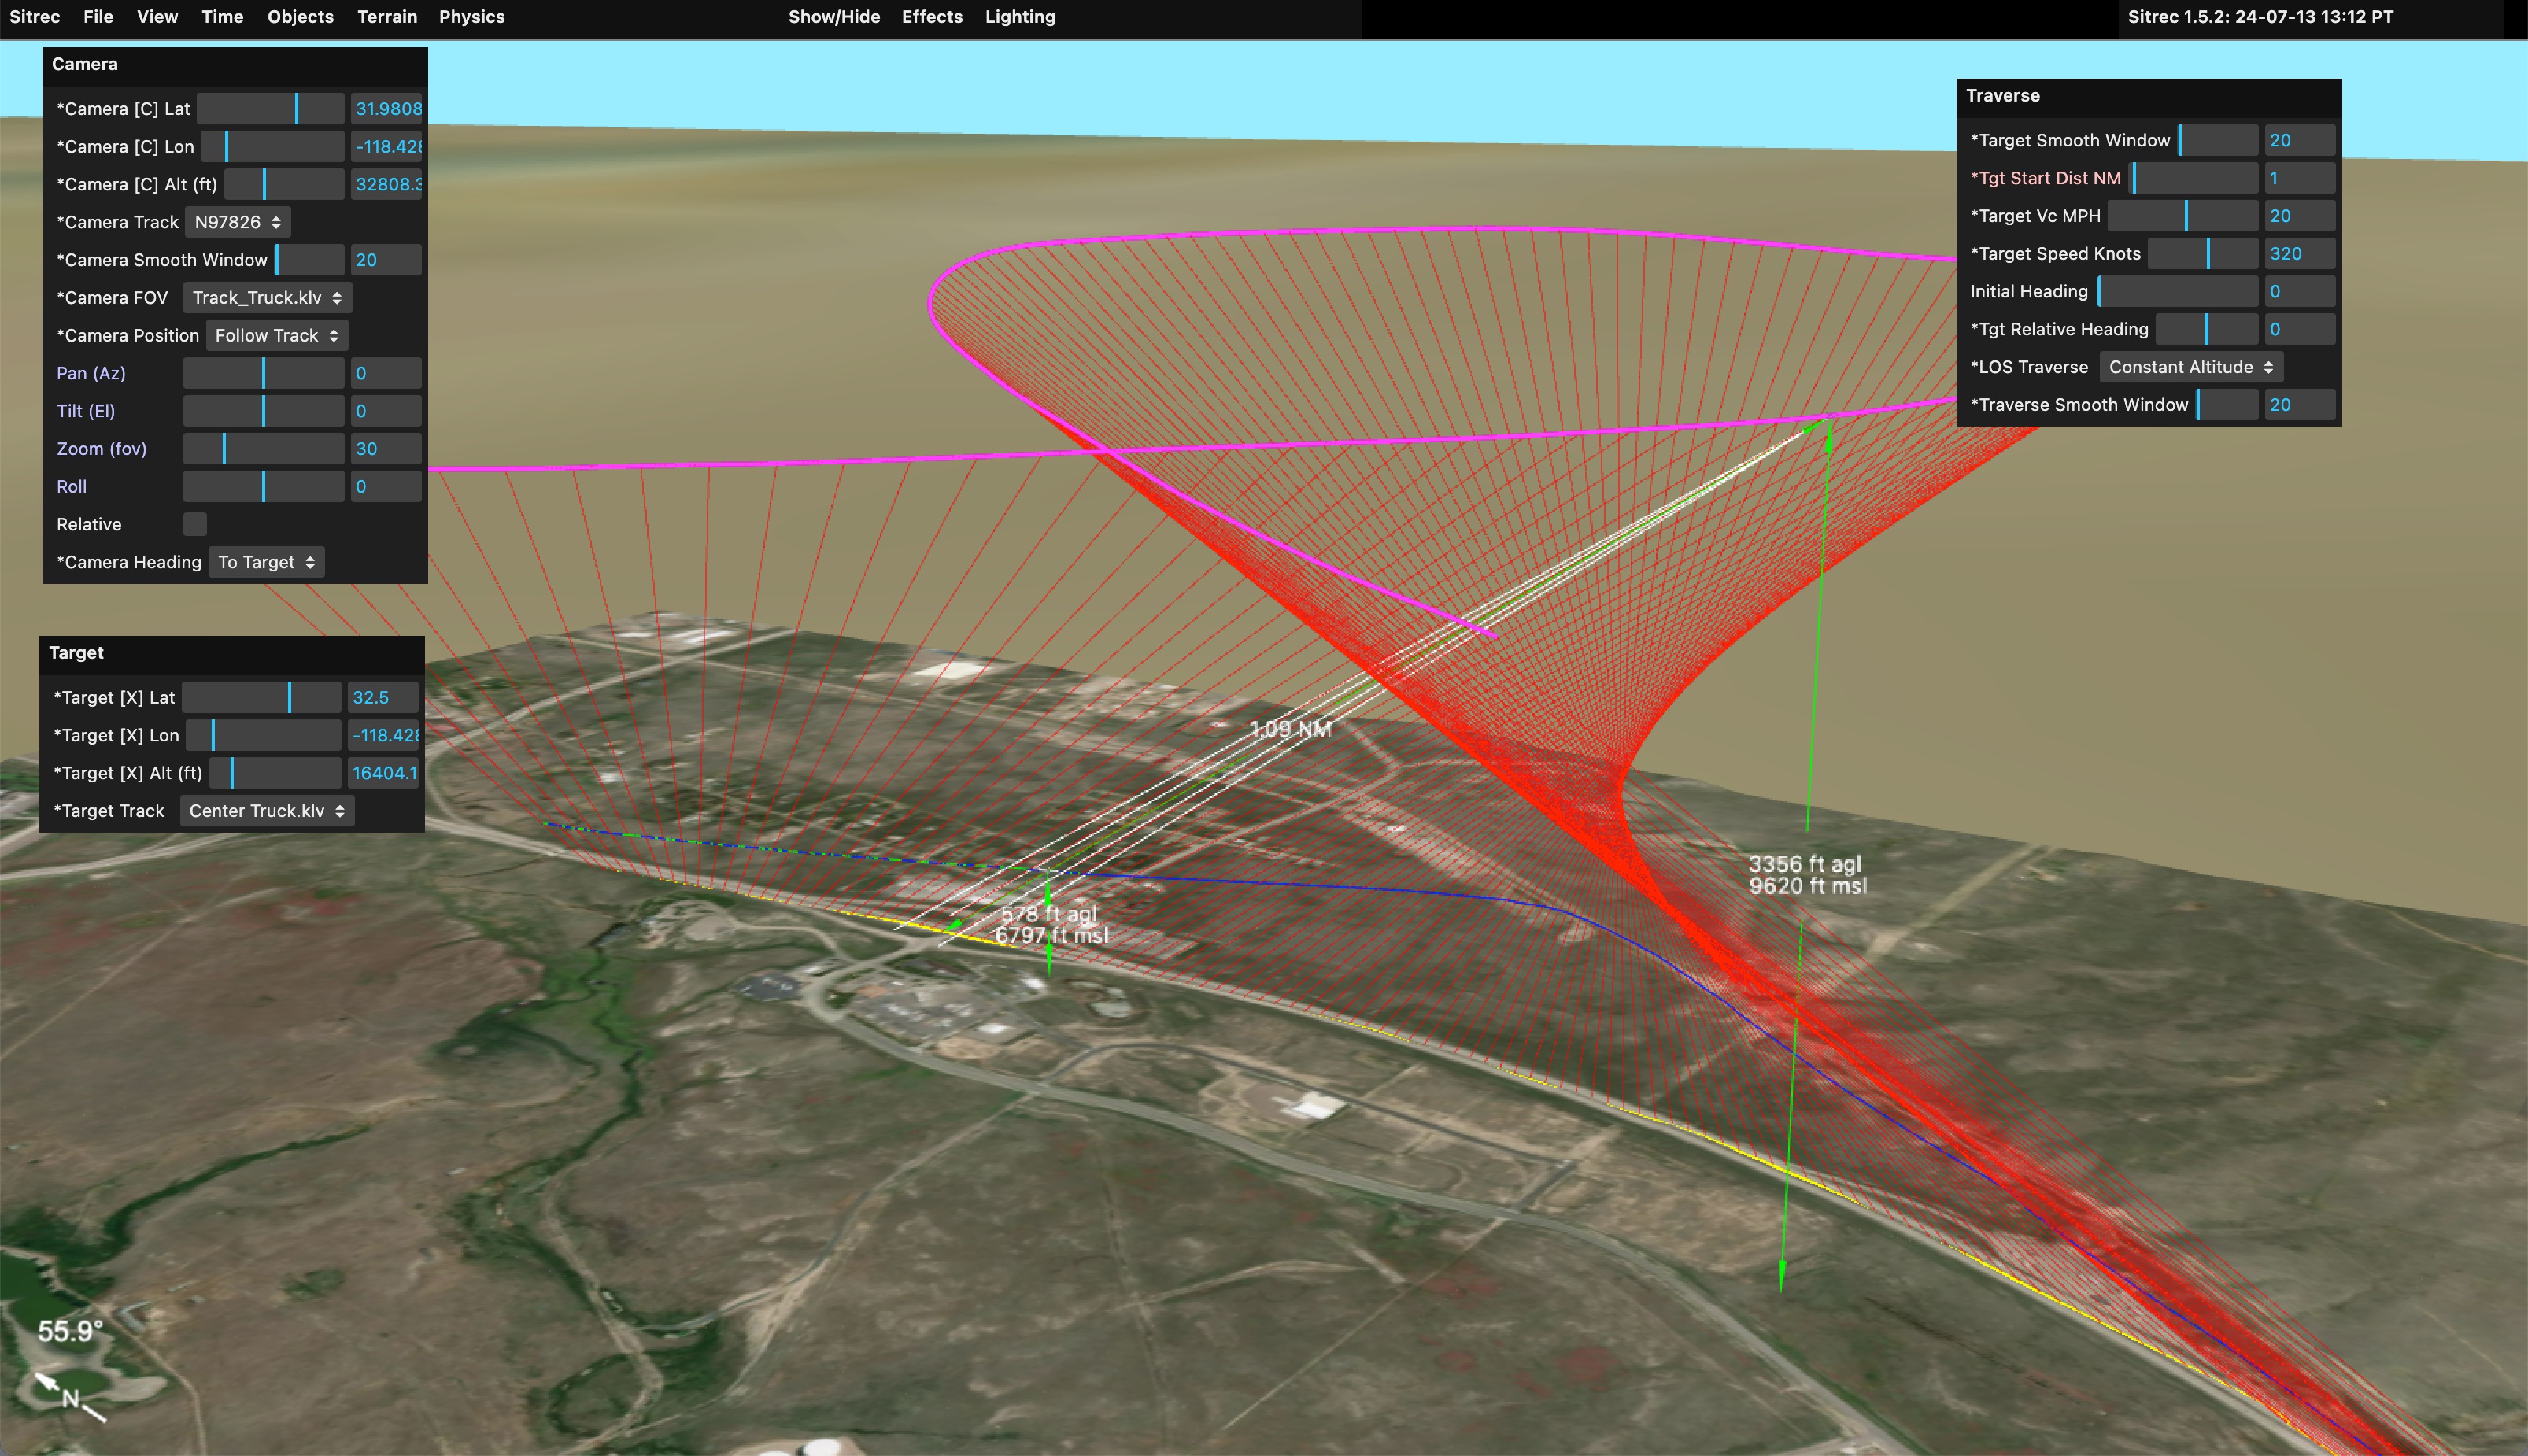 Sitrec File View Time Objects Terrain Physics Show/Hide Effects Lighting Sitrec 1.5.2: 24-07-13 13:12 PT
Camera
*Camera [C] Lat 31.9808
*Camera [C] Lon -118.428
*Camera [C] Alt (ft) 32808.3
*Camera Track N97826
*Camera Smooth Window 20
*Camera FOV Track_Truck.klv
*Camera Position Follow Track
Pan (Az) 0
Tilt (El) 0
Zoom (fov) 30
Roll 0
Relative
*Camera Heading To Target
Target
*Target [X] Lat 32.5
*Target [X] Lon -118.428
*Target [X] Alt (ft) 16404.1
*Target Track Center Truck.klv
Traverse
*Target Smooth Window 20
*Tgt Start Dist NM 1
*Target Vc MPH 20
*Target Speed Knots 320
Initial Heading 0
*Tgt Relative Heading 0
*LOS Traverse Constant Altitude
*Traverse Smooth Window 20
1.09 NM
3356 ft agl
9620 ft msl
578 ft agl
6797 ft msl
55.9°
N